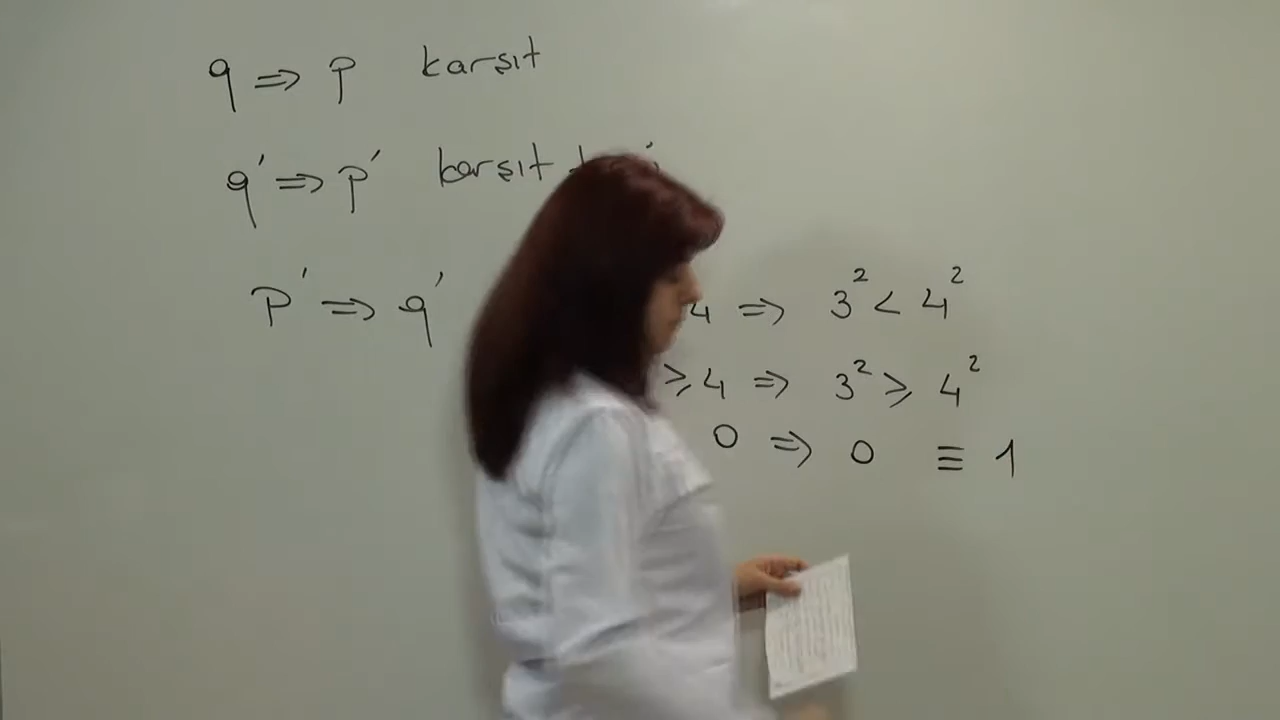 q ⇒ p karşıt
q' ⇒ p' karşıt
p' ⇒ q'
4 ⇒ 3² < 4²
≥ 4 ⇒ 3² ≥ 4²
0 ⇒ 0 ≡ 1